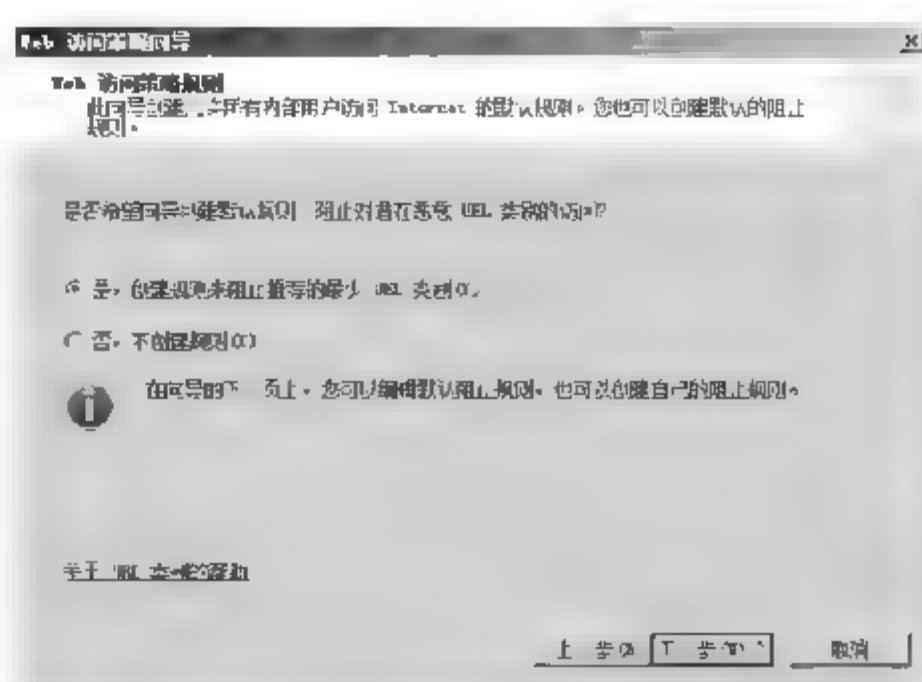 Web 访问策略向导
Web 访问策略规则
此向导创建 允许所有内部用户访问 Internet 的默认规则。您也可以创建默认的阻止
规则。
是否希望向导创建默认规则 阻止对潜在恶意 URL 类别的访问?
是，创建规则来阻止推荐的最少 URL 类别
否，不创建规则
在向导的下一页上，您可以编辑默认阻止规则，也可以创建自己的阻止规则。
关于 URL 类别的帮助
上一步 下一步 取消